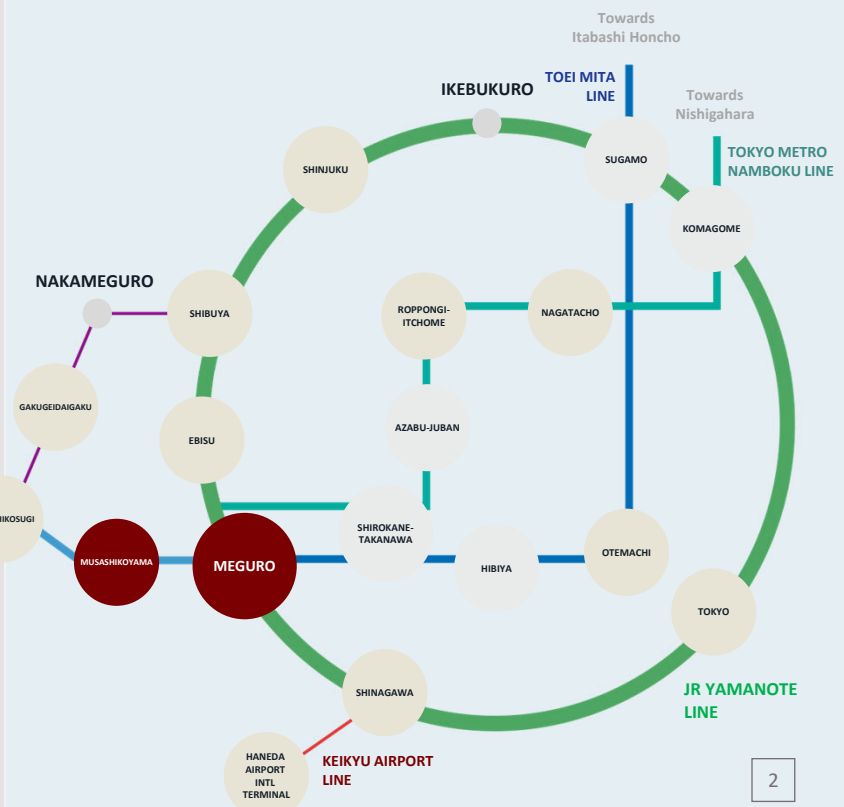 Towards
Itabashi Honcho
TOEI MITA
LINE
IKEBUKURO
Towards
Nishigahara
TOKYO METRO
NAMBOKU LINE
SUGAMO
SHINJUKU
KOMAGOME
NAKAMEGURO
SHIBUYA
ROPPONGI-
ITCHOME
NAGATACHO
GAKUGEIDAIGAKU
AZABU-JUBAN
EBISU
IIKOSUGI
SHIROKANE-
TAKANAWA
OTEMACHI
MUSASHIKOYAMA
MEGURO
HIBIYA
TOKYO
SHINAGAWA
JR YAMANOTE
LINE
HANEDA
AIRPORT
INTL
TERMINAL
KEIKYU AIRPORT
LINE
2